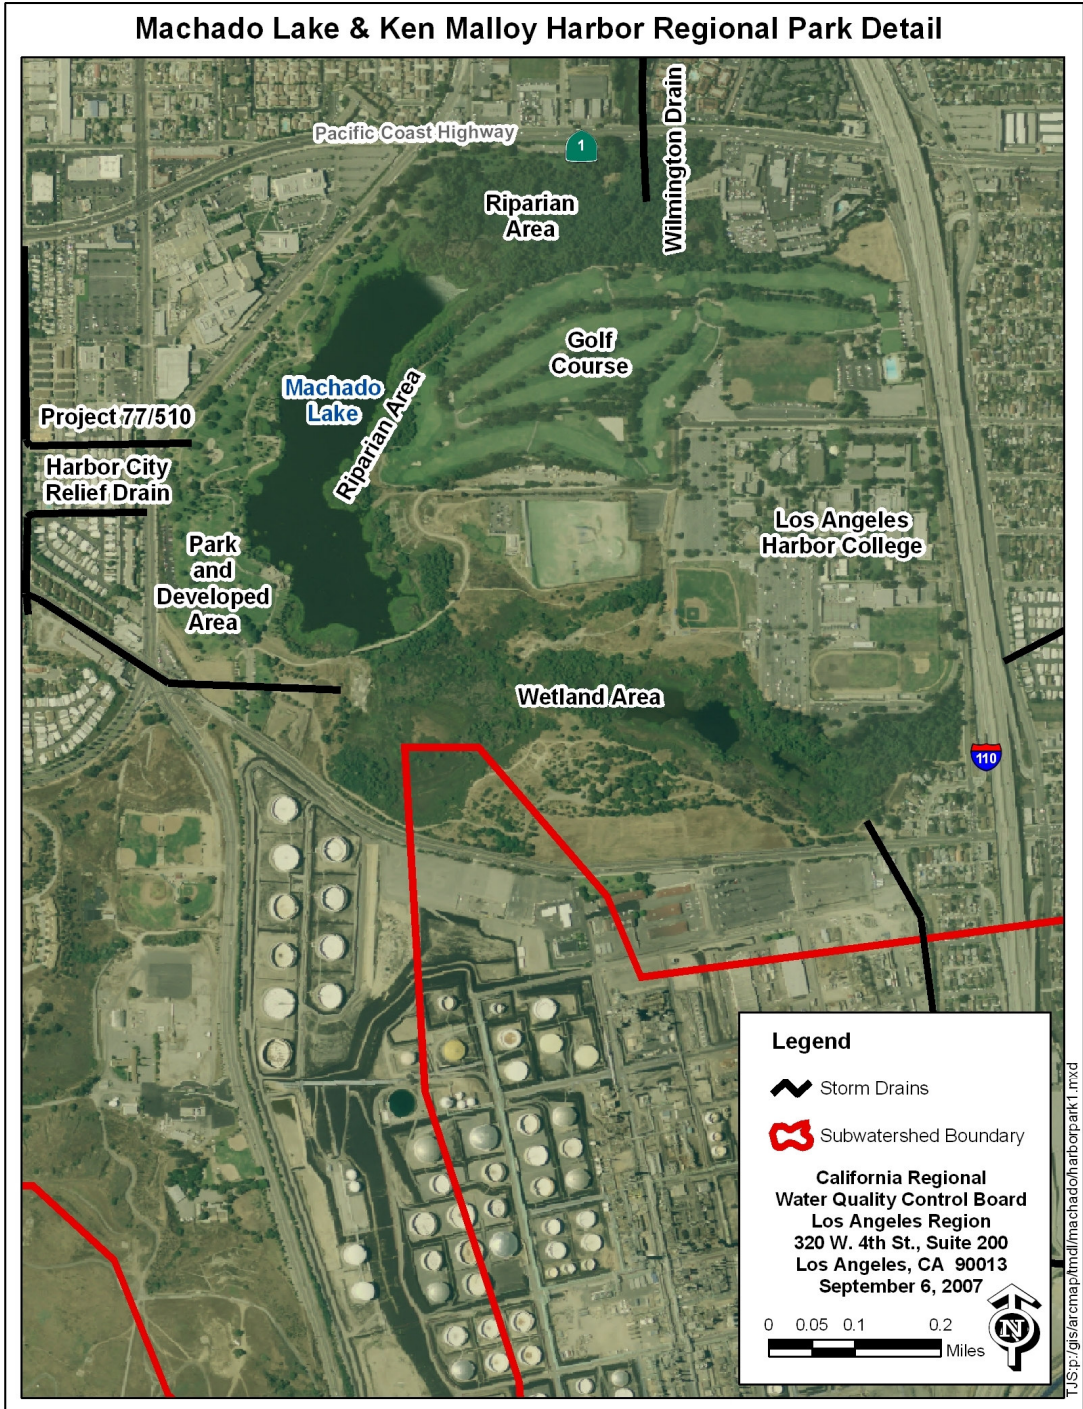 Machado Lake & Ken Malloy Harbor Regional Park Detail
Pacific Coast Highway
1
Wilmington Drain
Riparian
Area
Golf
Course
Machado
Lake
Riparian Area
Project 77/510
Harbor City
Relief Drain
Los Angeles
Harbor College
Park
and
Developed
Area
Wetland Area
110
Legend
Storm Drains
Subwatershed Boundary
California Regional
Water Quality Control Board
Los Angeles Region
320 W. 4th St., Suite 200
Los Angeles, CA 90013
September 6, 2007
N
0 0.05 0.1 0.2
Miles
TJS:p:/gis/arcmap/tmdl/machado/harborpark1.mxd